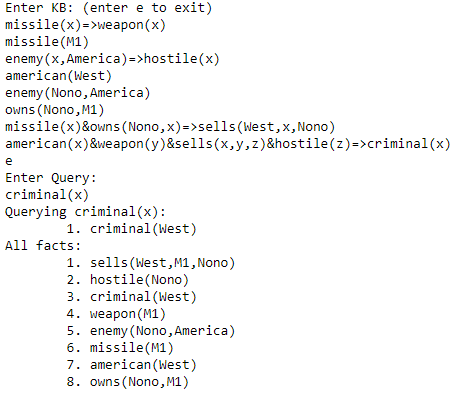 Enter KB: (enter e to exit)
missile(x)=>weapon(x)
missile(M1)
enemy(x,America)=>hostile(x)
american(West)
enemy(Nono,America)
owns(Nono,M1)
missile(x)&owns(Nono,x)=>sells(West,x,Nono)
american(x)&weapon(y)&sells(x,y,z)&hostile(z)=>criminal(x)
e
Enter Query:
criminal(x)
Querying criminal(x):
1. criminal(West)
All facts:
1. sells(West,M1,Nono)
2. hostile(Nono)
3. criminal(West)
4. weapon(M1)
5. enemy(Nono,America)
6. missile(M1)
7. american(West)
8. owns(Nono,M1)